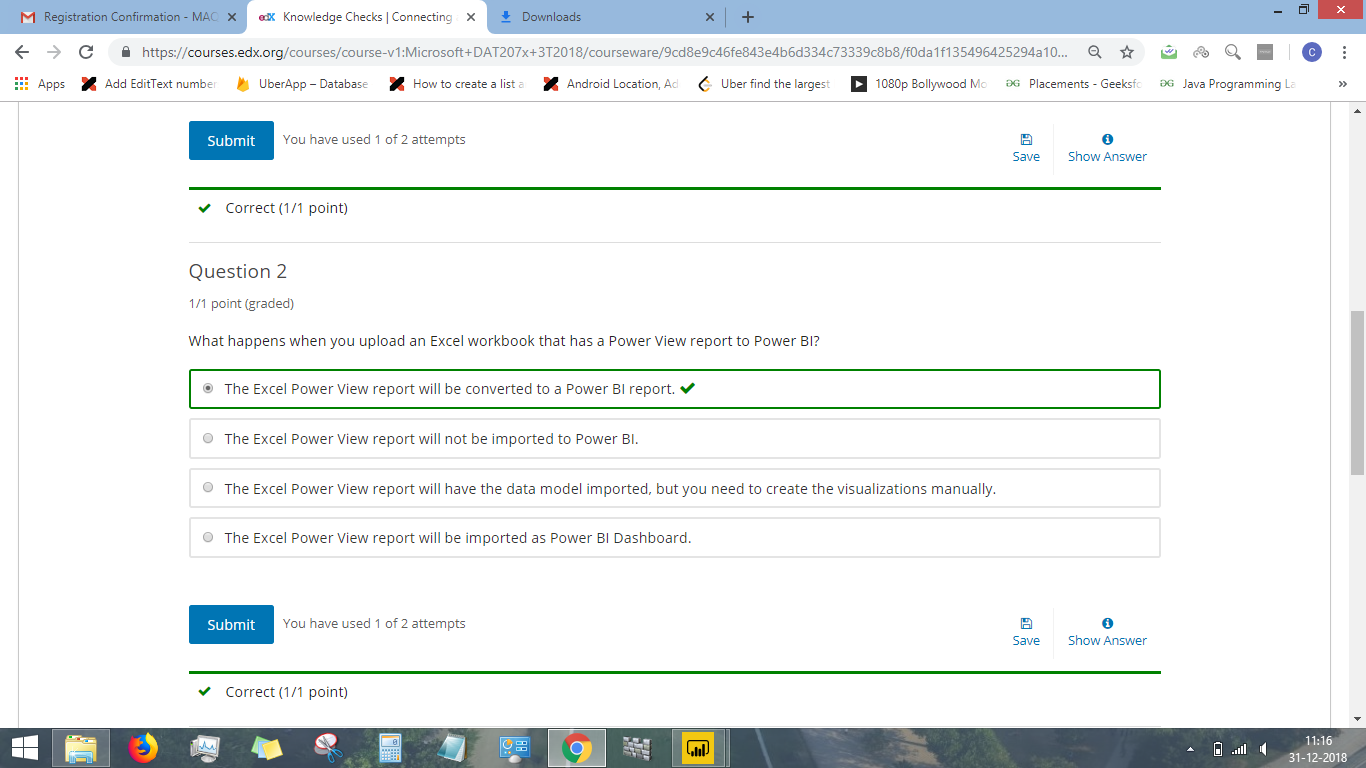 Registration Confirmation - MAC
edX Knowledge Checks | Connecting
Downloads
https://courses.edx.org/courses/course-v1:Microsoft+DAT207x+3T2018/courseware/9cd8e9c46fe843e4b6d334c73339c8b8/f0da1f135496425294a10...
C
Apps
Add EditText number
UberApp – Database
How to create a list a
Android Location, Ad
Uber find the largest
1080p Bollywood Mo
Placements - Geeksfo
Java Programming La
»
Submit
You have used 1 of 2 attempts
Save
Show Answer
Correct (1/1 point)
Question 2
1/1 point (graded)
What happens when you upload an Excel workbook that has a Power View report to Power BI?
The Excel Power View report will be converted to a Power BI report.
The Excel Power View report will not be imported to Power BI.
The Excel Power View report will have the data model imported, but you need to create the visualizations manually.
The Excel Power View report will be imported as Power BI Dashboard.
Submit
You have used 1 of 2 attempts
Save
Show Answer
Correct (1/1 point)
11:16
31-12-2018